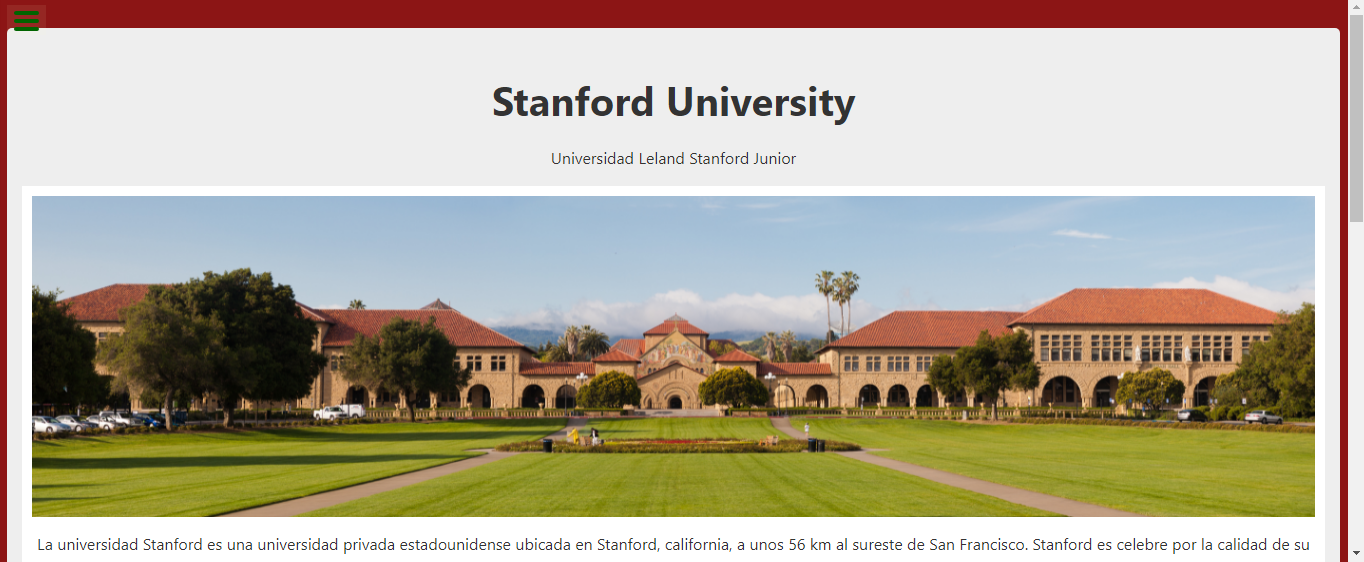 Stanford University
Universidad Leland Stanford Junior
La universidad Stanford es una universidad privada estadounidense ubicada en Stanford, california, a unos 56 km al sureste de San Francisco. Stanford es celebre por la calidad de su